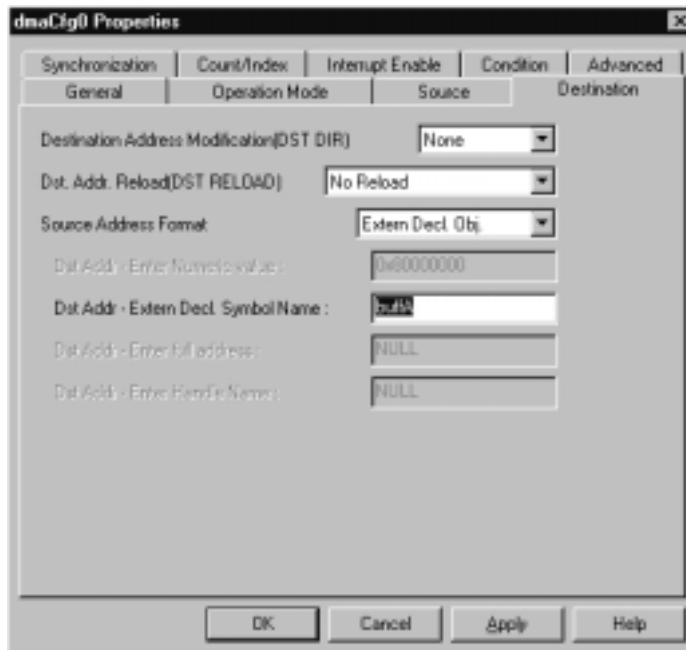 dmaCfg0 Properties
Synchronization Count/Index Interrupt Enable Condition Advanced
General Operation Mode Source Destination
Destination Address Modification(DST DIR) None
Dst. Addr. Reload(DST RELOAD) No Reload
Source Address Format Extern Decl. Obj.
Dst Addr - Enter Numeric value : 0x80000000
Dst Addr - Extern Decl. Symbol Name : buffA
Dst Addr - Enter full address : NULL
Dst Addr - Enter Handle Name : NULL
OK Cancel Apply Help